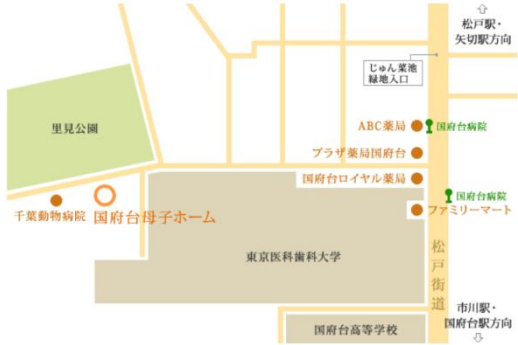 松戸駅・
矢切駅方向
じゅん菜池
緑地入口
里見公園
ABC薬局
国府台病院
プラザ薬局国府台
国府台ロイヤル薬局
国府台病院
千葉動物病院
国府台母子ホーム
ファミリーマート
東京医科歯科大学
松戸街道
市川駅・
国府台駅方向
国府台高等学校